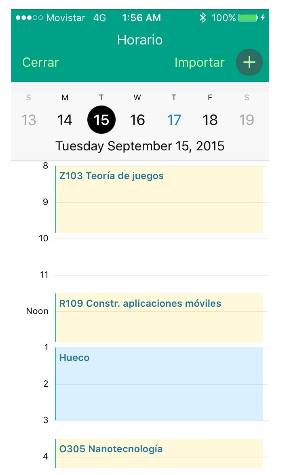 Movistar 4G 1:56 AM 100%
Horario
Cerrar Importar +
S M T W T F S
13 14 15 16 17 18 19
Tuesday September 15, 2015
8
Z103 Teoría de juegos
9
10
11
Noon
R109 Constr. aplicaciones móviles
1
Hueco
2
3
O305 Nanotecnología
4